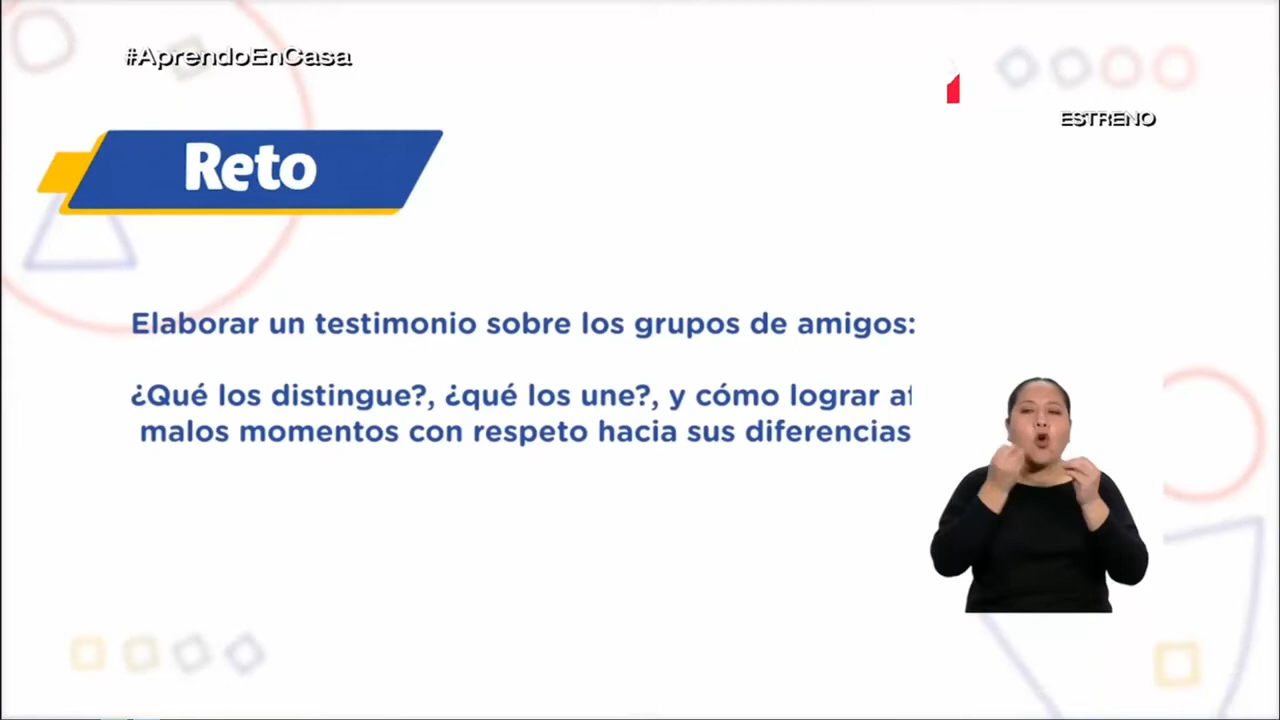 #AprendoEnCasa
ESTRENO
Reto
Elaborar un testimonio sobre los grupos de amigos:
¿Qué los distingue?, ¿qué los une?, y cómo lograr
malos momentos con respeto hacia sus diferencias